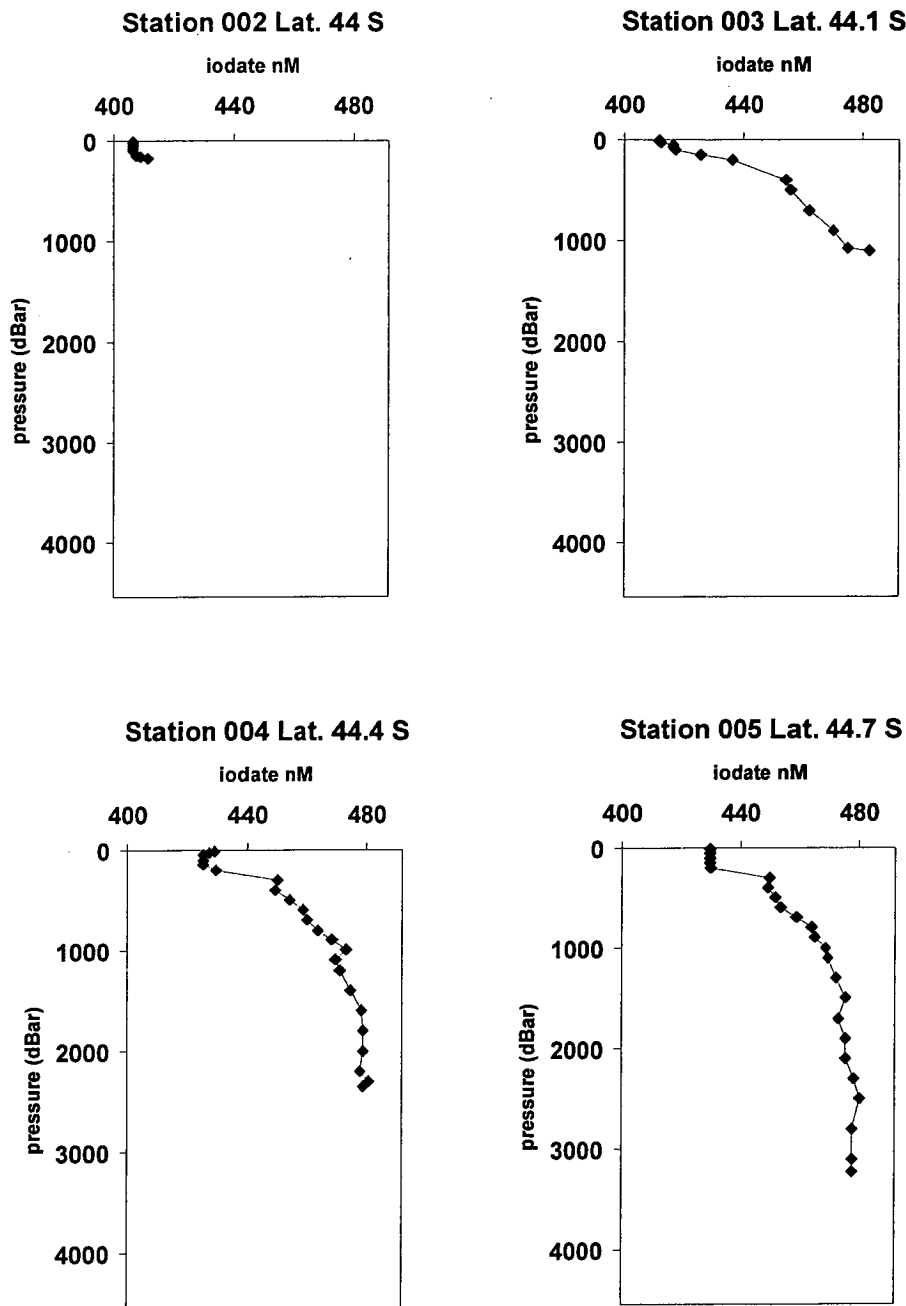 Station 002 Lat. 44 S
iodate nM
400 440 480
0
1000
2000
3000
4000
pressure (dBar)
Station 003 Lat. 44.1 S
iodate nM
400 440 480
0
1000
2000
3000
4000
pressure (dBar)
Station 004 Lat. 44.4 S
iodate nM
400 440 480
0
1000
2000
3000
4000
pressure (dBar)
Station 005 Lat. 44.7 S
iodate nM
400 440 480
0
1000
2000
3000
4000
pressure (dBar)